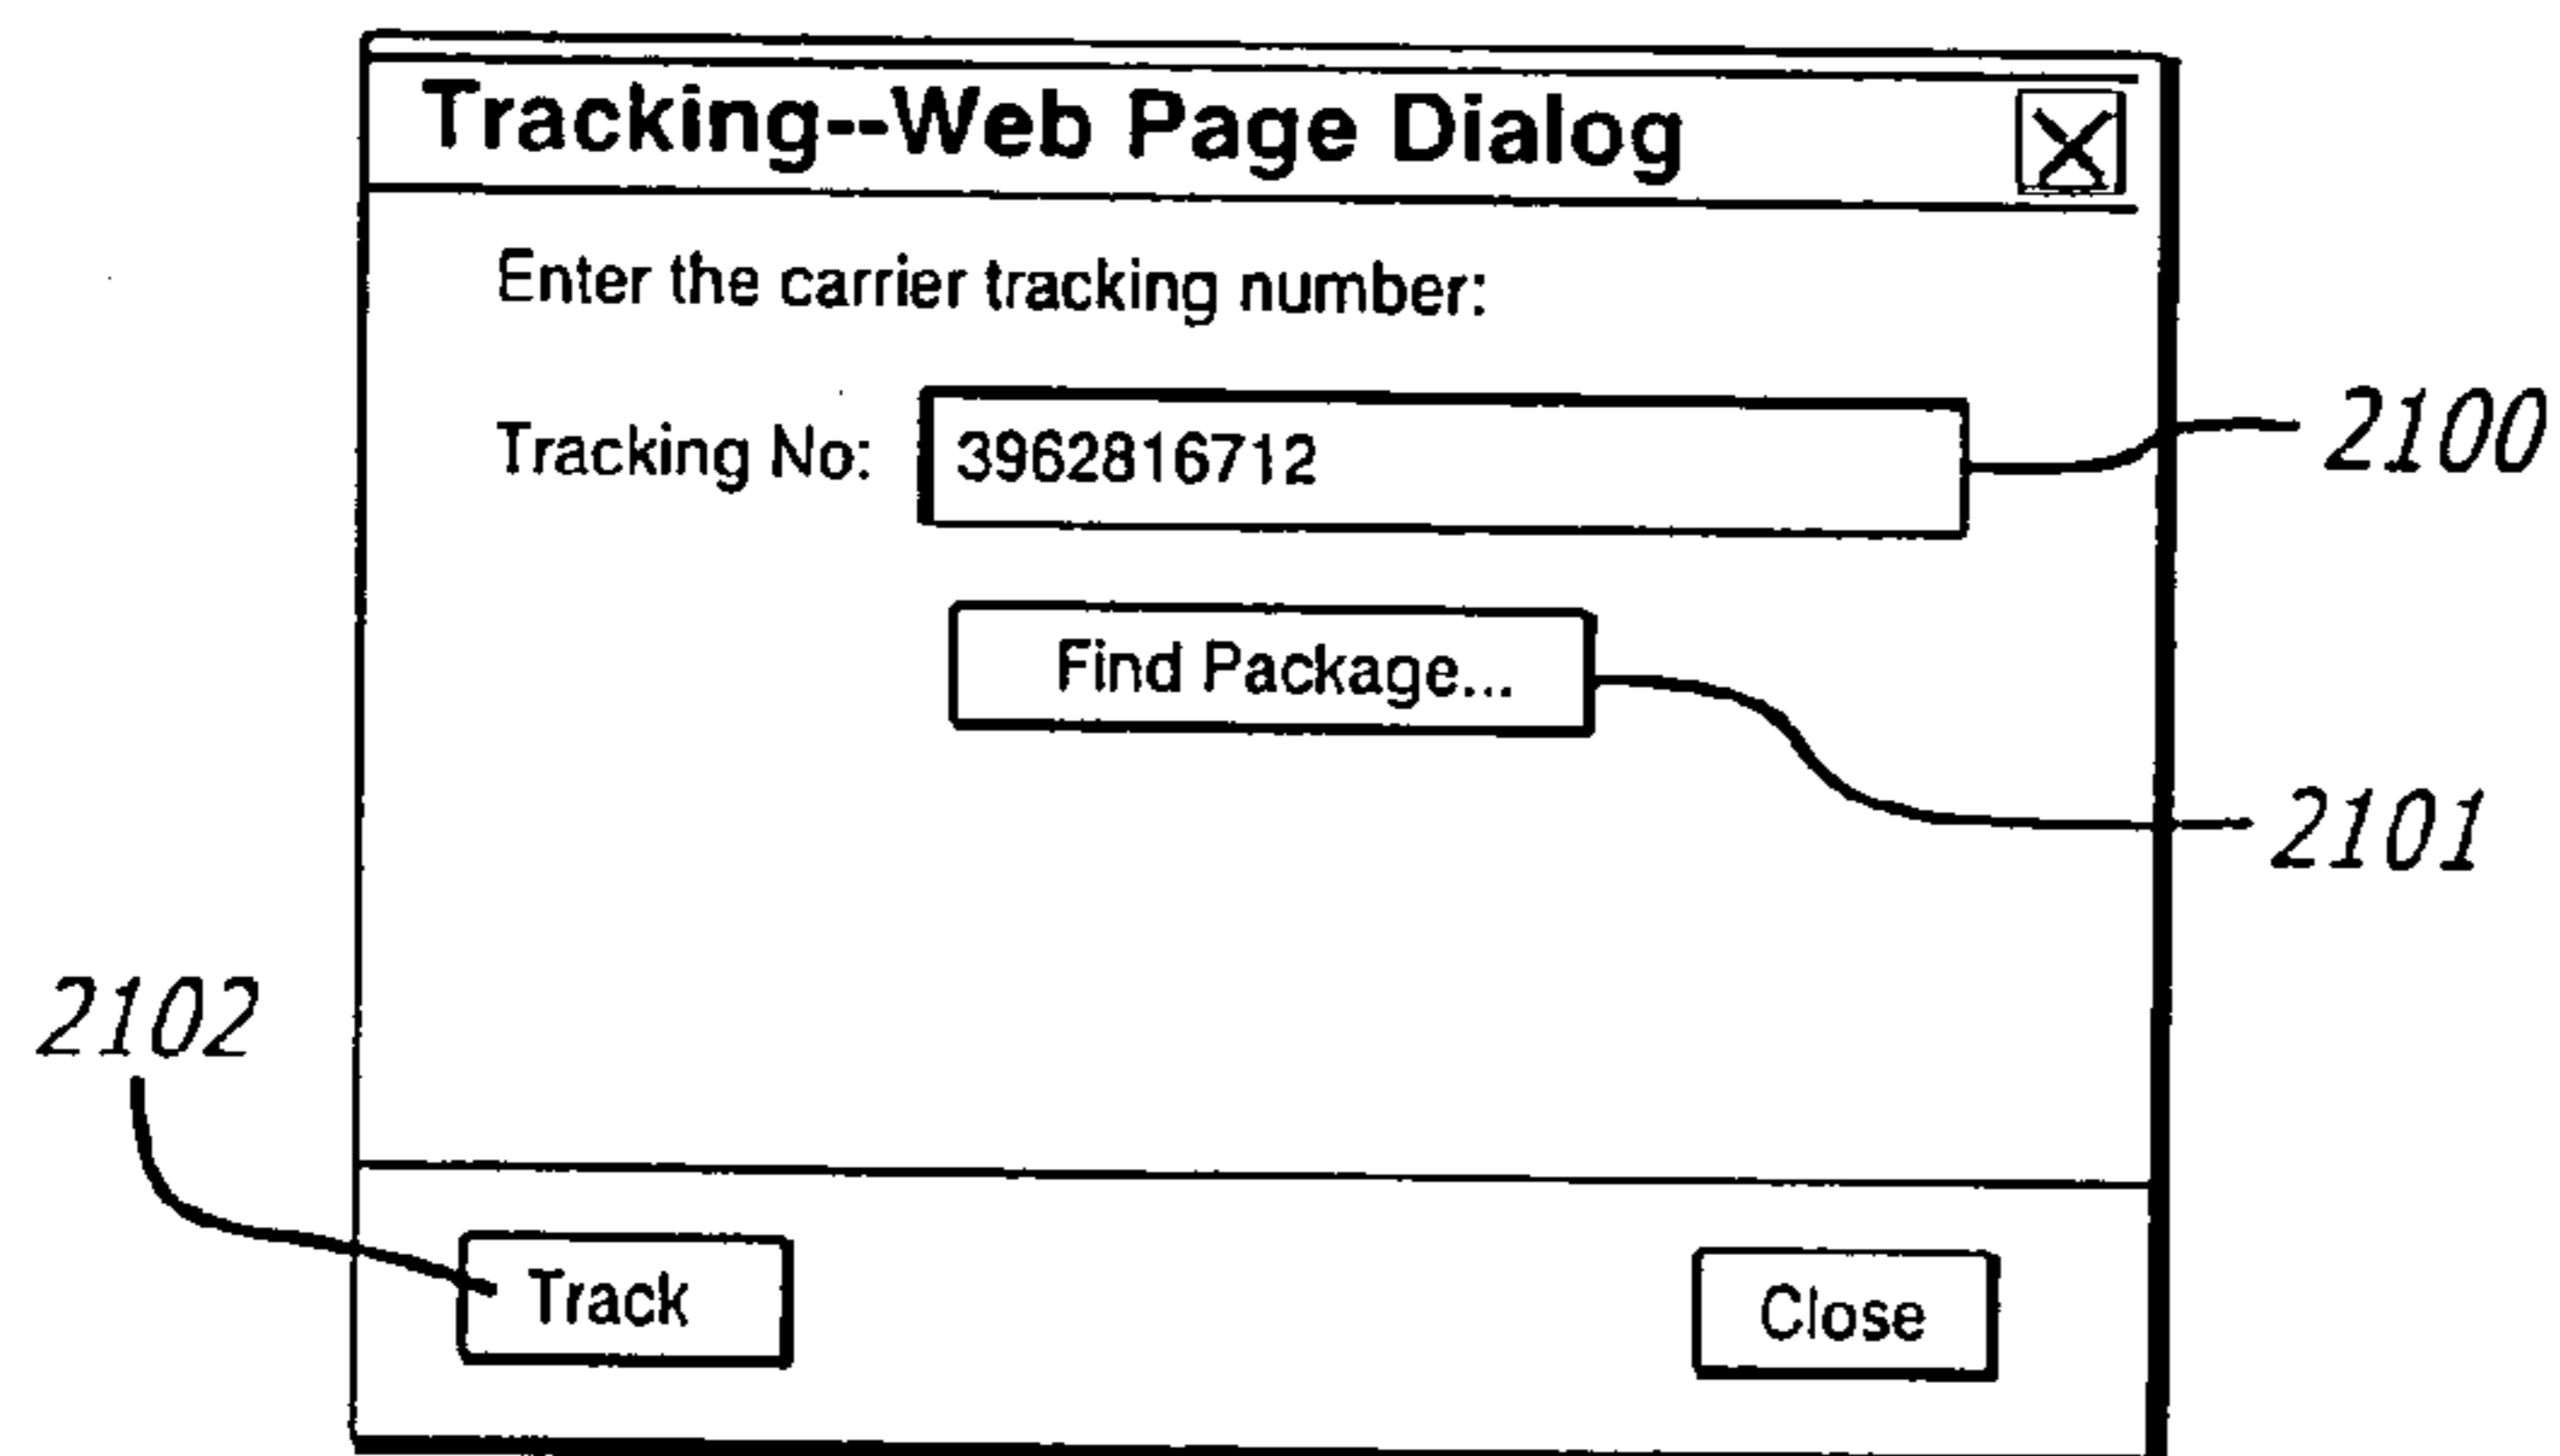 Tracking--Web Page Dialog X
Enter the carrier tracking number:
Tracking No: 3962816712
2100
Find Package...
2101
2102
Track
Close